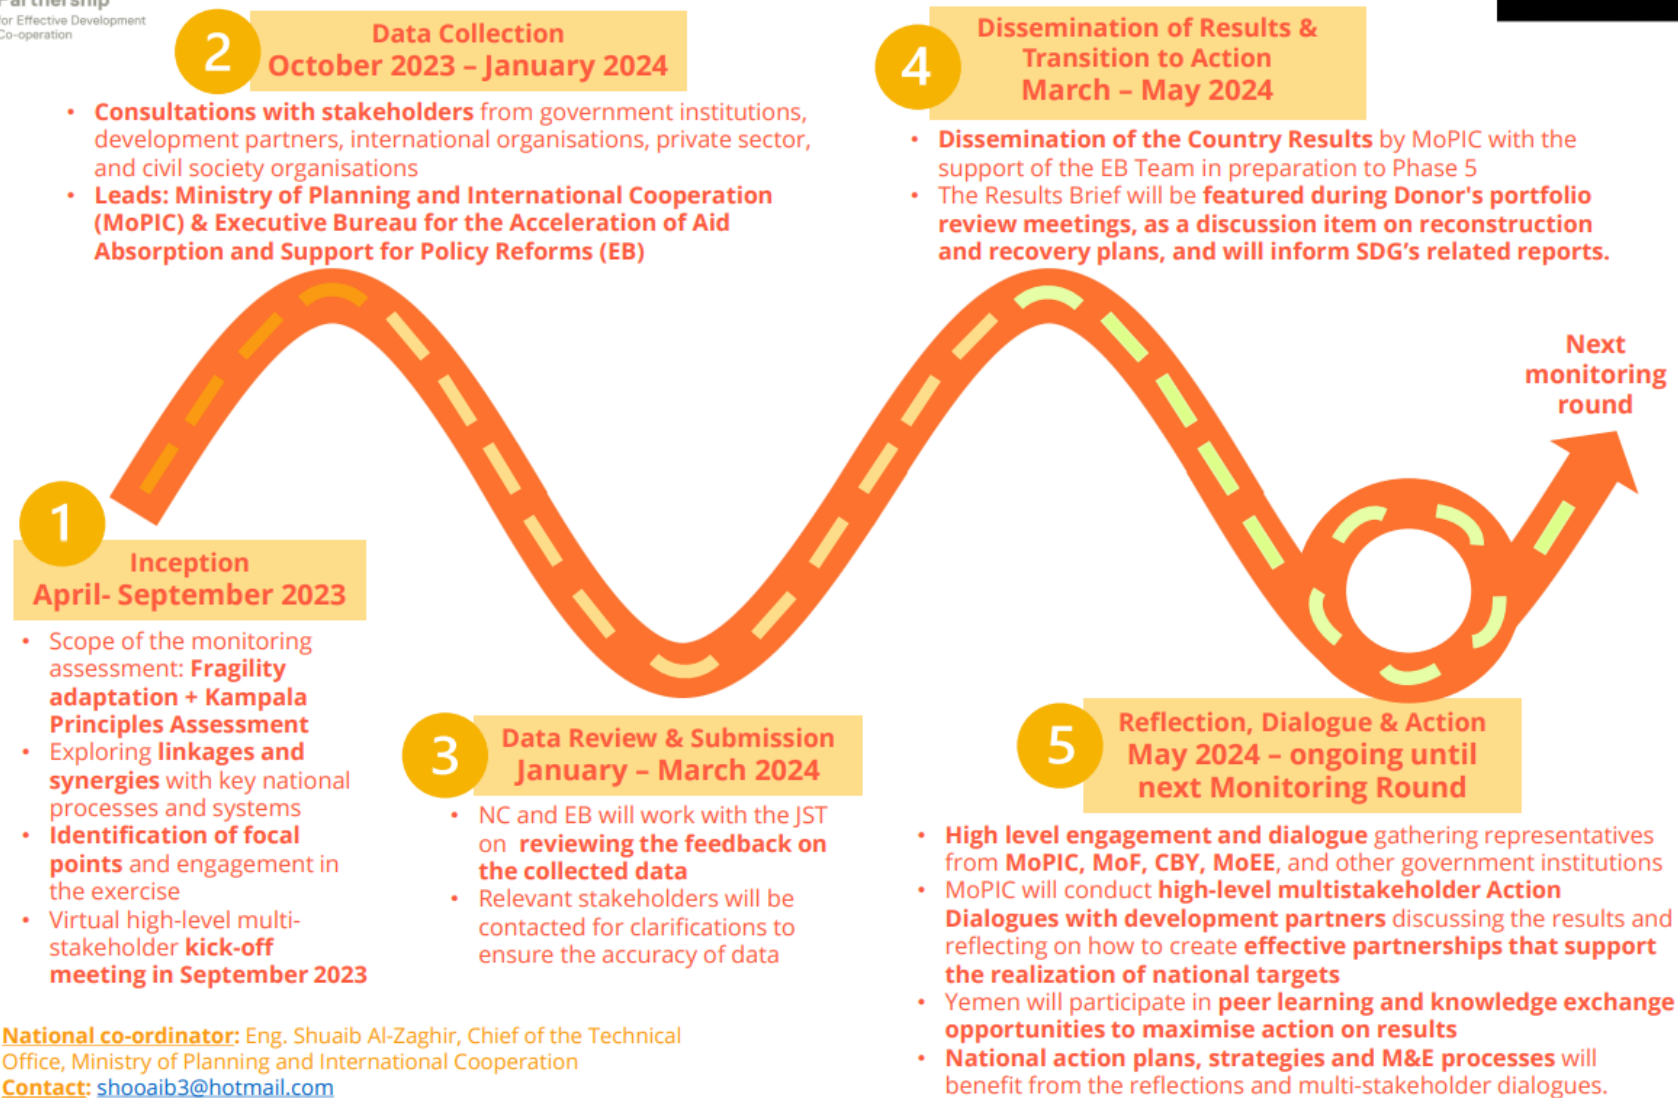 Partnership
for Effective Development
Co-operation
2
Data Collection
October 2023 – January 2024
• Consultations with stakeholders from government institutions,
development partners, international organisations, private sector,
and civil society organisations
• Leads: Ministry of Planning and International Cooperation
(MoPIC) & Executive Bureau for the Acceleration of Aid
Absorption and Support for Policy Reforms (EB)
4
Dissemination of Results &
Transition to Action
March – May 2024
• Dissemination of the Country Results by MoPIC with the
support of the EB Team in preparation to Phase 5
• The Results Brief will be featured during Donor's portfolio
review meetings, as a discussion item on reconstruction
and recovery plans, and will inform SDG’s related reports.
Next
monitoring
round
1
Inception
April- September 2023
• Scope of the monitoring
assessment: Fragility
adaptation + Kampala
Principles Assessment
• Exploring linkages and
synergies with key national
processes and systems
• Identification of focal
points and engagement in
the exercise
• Virtual high-level multi-
stakeholder kick-off
meeting in September 2023
3
Data Review & Submission
January – March 2024
• NC and EB will work with the JST
on reviewing the feedback on
the collected data
• Relevant stakeholders will be
contacted for clarifications to
ensure the accuracy of data
5
Reflection, Dialogue & Action
May 2024 – ongoing until
next Monitoring Round
• High level engagement and dialogue gathering representatives
from MoPIC, MoF, CBY, MoEE, and other government institutions
• MoPIC will conduct high-level multistakeholder Action
Dialogues with development partners discussing the results and
reflecting on how to create effective partnerships that support
the realization of national targets
• Yemen will participate in peer learning and knowledge exchange
opportunities to maximise action on results
• National action plans, strategies and M&E processes will
benefit from the reflections and multi-stakeholder dialogues.
National co-ordinator: Eng. Shuaib Al-Zaghir, Chief of the Technical
Office, Ministry of Planning and International Cooperation
Contact: shooaib3@hotmail.com